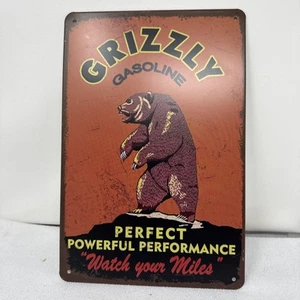 GRIZZLY
GASOLINE
PERFECT
POWERFUL PERFORMANCE
"Watch your Miles"